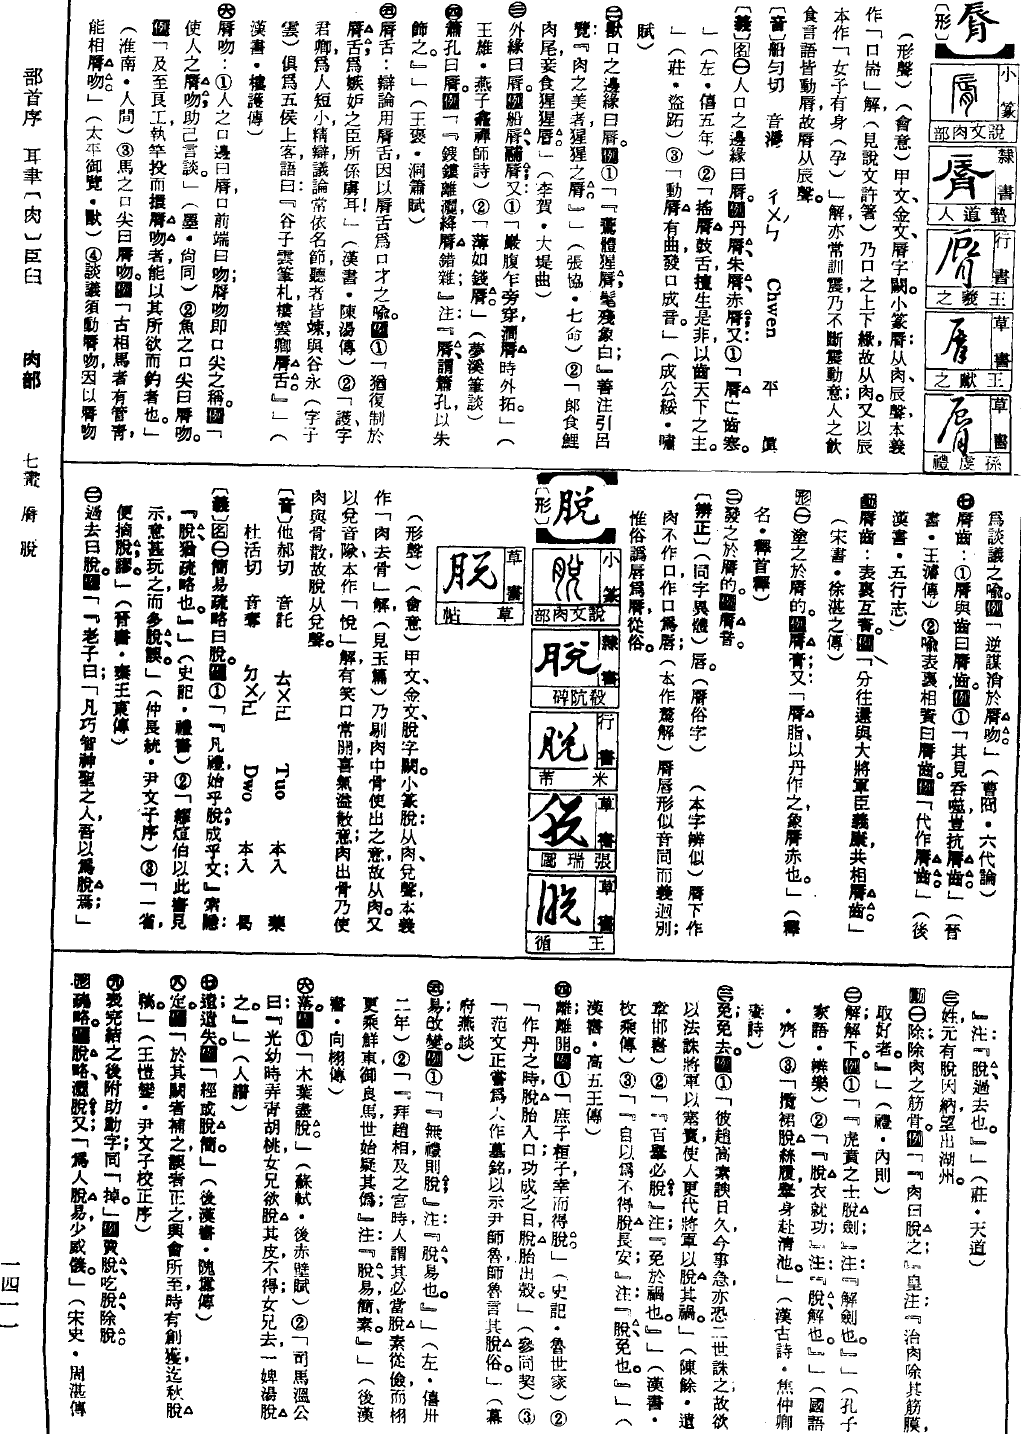 脣
〔形〕
小篆
說文肉部
隸書
蟄道人
行書
王羲之
草書
王獻之
草書
孫虔禮
（形聲）（會意）甲文、金文脣字闕。小篆脣：从肉、辰聲，本義
作「口耑」解，（見說文許箸）乃口之上下緣，故从肉。又以辰
本作「女子有身（孕）」解，亦常訓震，乃不斷震動意；人之飲
食言語皆動脣，故脣从辰聲。
〔音〕船勻切 音漘 ㄔㄨㄣˊ Chwen 平 眞
〔義〕名㊀人口之邊緣曰脣。例丹脣、朱脣、赤脣；又：①「脣亡齒寒。
」（左・僖五年）②「搖脣鼓舌，擅生是非，以齒天下之主。
」（莊・盜跖）③「動脣有曲，發口成音。」（成公綏・嘯
賦）
㊁獸口之邊緣曰脣。例①「『鷰髀猩脣，髦殘象白』善注引呂
覽：『肉之美者，猩猩之脣。』」（張協・七命）②「郎食鯉
魚尾，妾食猩猩脣。」（李賀・大堤曲）
㊂外緣曰脣。例船脣；又：①「巖腹乍旁穿，澗脣時外拓。」（
王維・燕子龕禪師詩）②「薄如錢脣。」（夢溪筆談）
㊃簫孔曰脣。例「『鎪鏤離灑，絳脣錯雜』注：『脣，謂簫孔以朱
飾之。』」（王褒・洞簫賦）
㊄脣舌：辯論用脣舌，因以脣舌爲口才之喩。例①「猶復制於
脣舌，爲嫉妒之臣所係虜耳！」（漢書・陳湯傳）②「護字
君卿，爲人短小精辯，議論常依名節，聽者皆竦，與谷永（字子
雲）俱爲五侯上客，語曰：『谷子雲筆札，樓君卿脣舌。』」（
漢書・樓護傳）
㊅脣吻：①人之口邊曰脣，口前端曰吻；脣吻即口尖之稱。例「
使人之脣吻，助己言談。」（墨・尙同）②魚之口尖曰脣吻。
例「及至良工執竿，投而擐脣吻者，能以其所欲而釣者也。」
（淮南・人間）③馬之口尖曰脣吻。例「古相馬者有管青，
能相脣吻。」（太平御覽・獸）④談議須動脣吻，因以脣吻
爲談議之喩。例「逆謀消於脣吻。」（曹冏・六代論）
㊆脣齒：①脣與齒曰脣齒。例①「其見吞噬，豈抗脣齒。」（晉
書・王濬傳）②喩表裏相資曰脣齒。例「代作脣齒。」（後
漢書・五行志）
動脣齒：表裏互害。例「分往還與大將軍臣義康共相脣齒。」
（宋書・徐湛之傳）
形㊀塗之於脣的。例脣膏；又：「脣脂，以丹作之，象脣赤也。」（釋
名・釋首飾）
㊁發之於脣的。例脣音。
〔辨正〕（同字異體）唇。（脣俗字）（本字辨似）脣下作
肉不作口，作口爲唇（本作驚解）脣唇形似音同而義迥別；
惟俗譌唇爲脣，從俗。
脫
〔形〕
小篆
說文肉部
隸書
殽阬碑
行書
米芾
草書
張瑞圖
草書
王循
草書
草帖
（形聲）（會意）甲文、金文脫字闕。小篆脫：从肉、兌聲，本義
作「肉去骨」解，（見玉篇）乃剔肉中骨使出之意，故从肉。又
以兌音隊，本作「悅」解，有笑口常開、喜氣溢散意，肉出骨乃使
肉與骨散，故脫从兌聲。
〔音〕他郝切 音託 ㄊㄨㄛ Tuo 本入 藥
杜活切 音奪 ㄉㄨㄛˊ Dwo 本入 曷
〔義〕名㊀簡易疏略曰脫。例①「『凡禮始乎脫，成乎文』索隱：
『脫，猶疏略也。』」（史記・禮書）②「繆熙伯以此書見
示，意甚玩之，而多脫誤。」（仲長統・尹文子序）③「一省
便摘脫謬。」（晉書・秦王柬傳）
㊁過去曰脫。例「『老子曰：「凡巧智神聖之人，吾以爲脫焉」
』注：『脫，過去也。』」（莊・天道）
㊂姓。元有脫因納，望出湖州。
動㊀除，除肉之筋骨。例「『肉曰脫之』皇注：『治肉除其筋膜，
取好者。』」（禮・內則）
㊁解，解下。例①「『虎賁之士脫劍』注：『解劍也。』」（孔子
家語・辨樂）②「『脫衣就功』注：『脫，解也。』」（國語
・齊）③「攬裙脫絲履，擧身赴清池。」（漢古詩・焦仲卿
妻詩）
㊂免，免去。例①「彼趙高素諛日久，今事急，亦恐二世誅之，故欲
以法誅將軍以塞責，使人更代將軍以脫其禍。」（陳餘・遺
章邯書）②「『百擧必脫』注：『免於禍也。』」（漢書・
枚乘傳）③「『自以爲不得脫長安』注：『脫，免也。』」（
漢書・高五王傳）
㊃離，離開。例①「庶子桓子幸而得脫。」（史記・魯世家）②
「作丹之時，脫胎入口，功成之日，脫胎出殼。」（參同契）③
「范文正嘗爲人作墓銘，以示尹師魯，師魯言其脫俗。」（幕
府燕談）
㊄易，改變。例①「『無禮則脫』注：『脫，易也。』」（左・僖卅
二年）②「『拜趙相，及之官，時人謂其必當脫素從儉，而栩
更乘鮮車，御良馬，世始疑其僞』注：『脫，易簡素。』」（後漢
書・向栩傳）
㊅落。例①「木葉盡脫。」（蘇軾・後赤壁賦）②「司馬溫公
曰：『光幼時弄青胡桃，女兄欲脫其皮，不得；女兄去，一婢湯脫
之。』」（人譜）
㊆遺，遺失。例「經或脫簡。」（後漢書・隗囂傳）
㊇定。例「於其闕者補之，誤者正之，興會所至，時有創獲，迄秋脫
稿。」（王愷鑾・尹文子校正序）
㊈表完結之後附助動字，同「掉」。例賣脫、吃脫、除脫。
形疏略。例脫略、灑脫；又：「爲人脫易少威儀。」（宋史・周湛傳
部首序 耳聿〔肉〕臣臼 肉部 七叢 脣 脫
一四一一